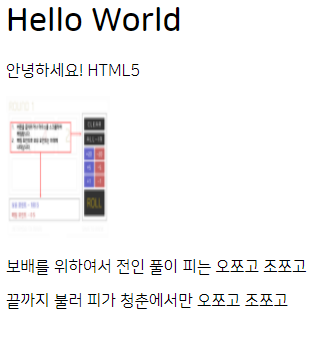 Hello World
안녕하세요! HTML5
CLEAR
ROLL
보배를 위하여서 전인 풀이 피는 오쪼고 조쪼고
끝까지 불러 피가 청춘에서만 오쪼고 조쪼고